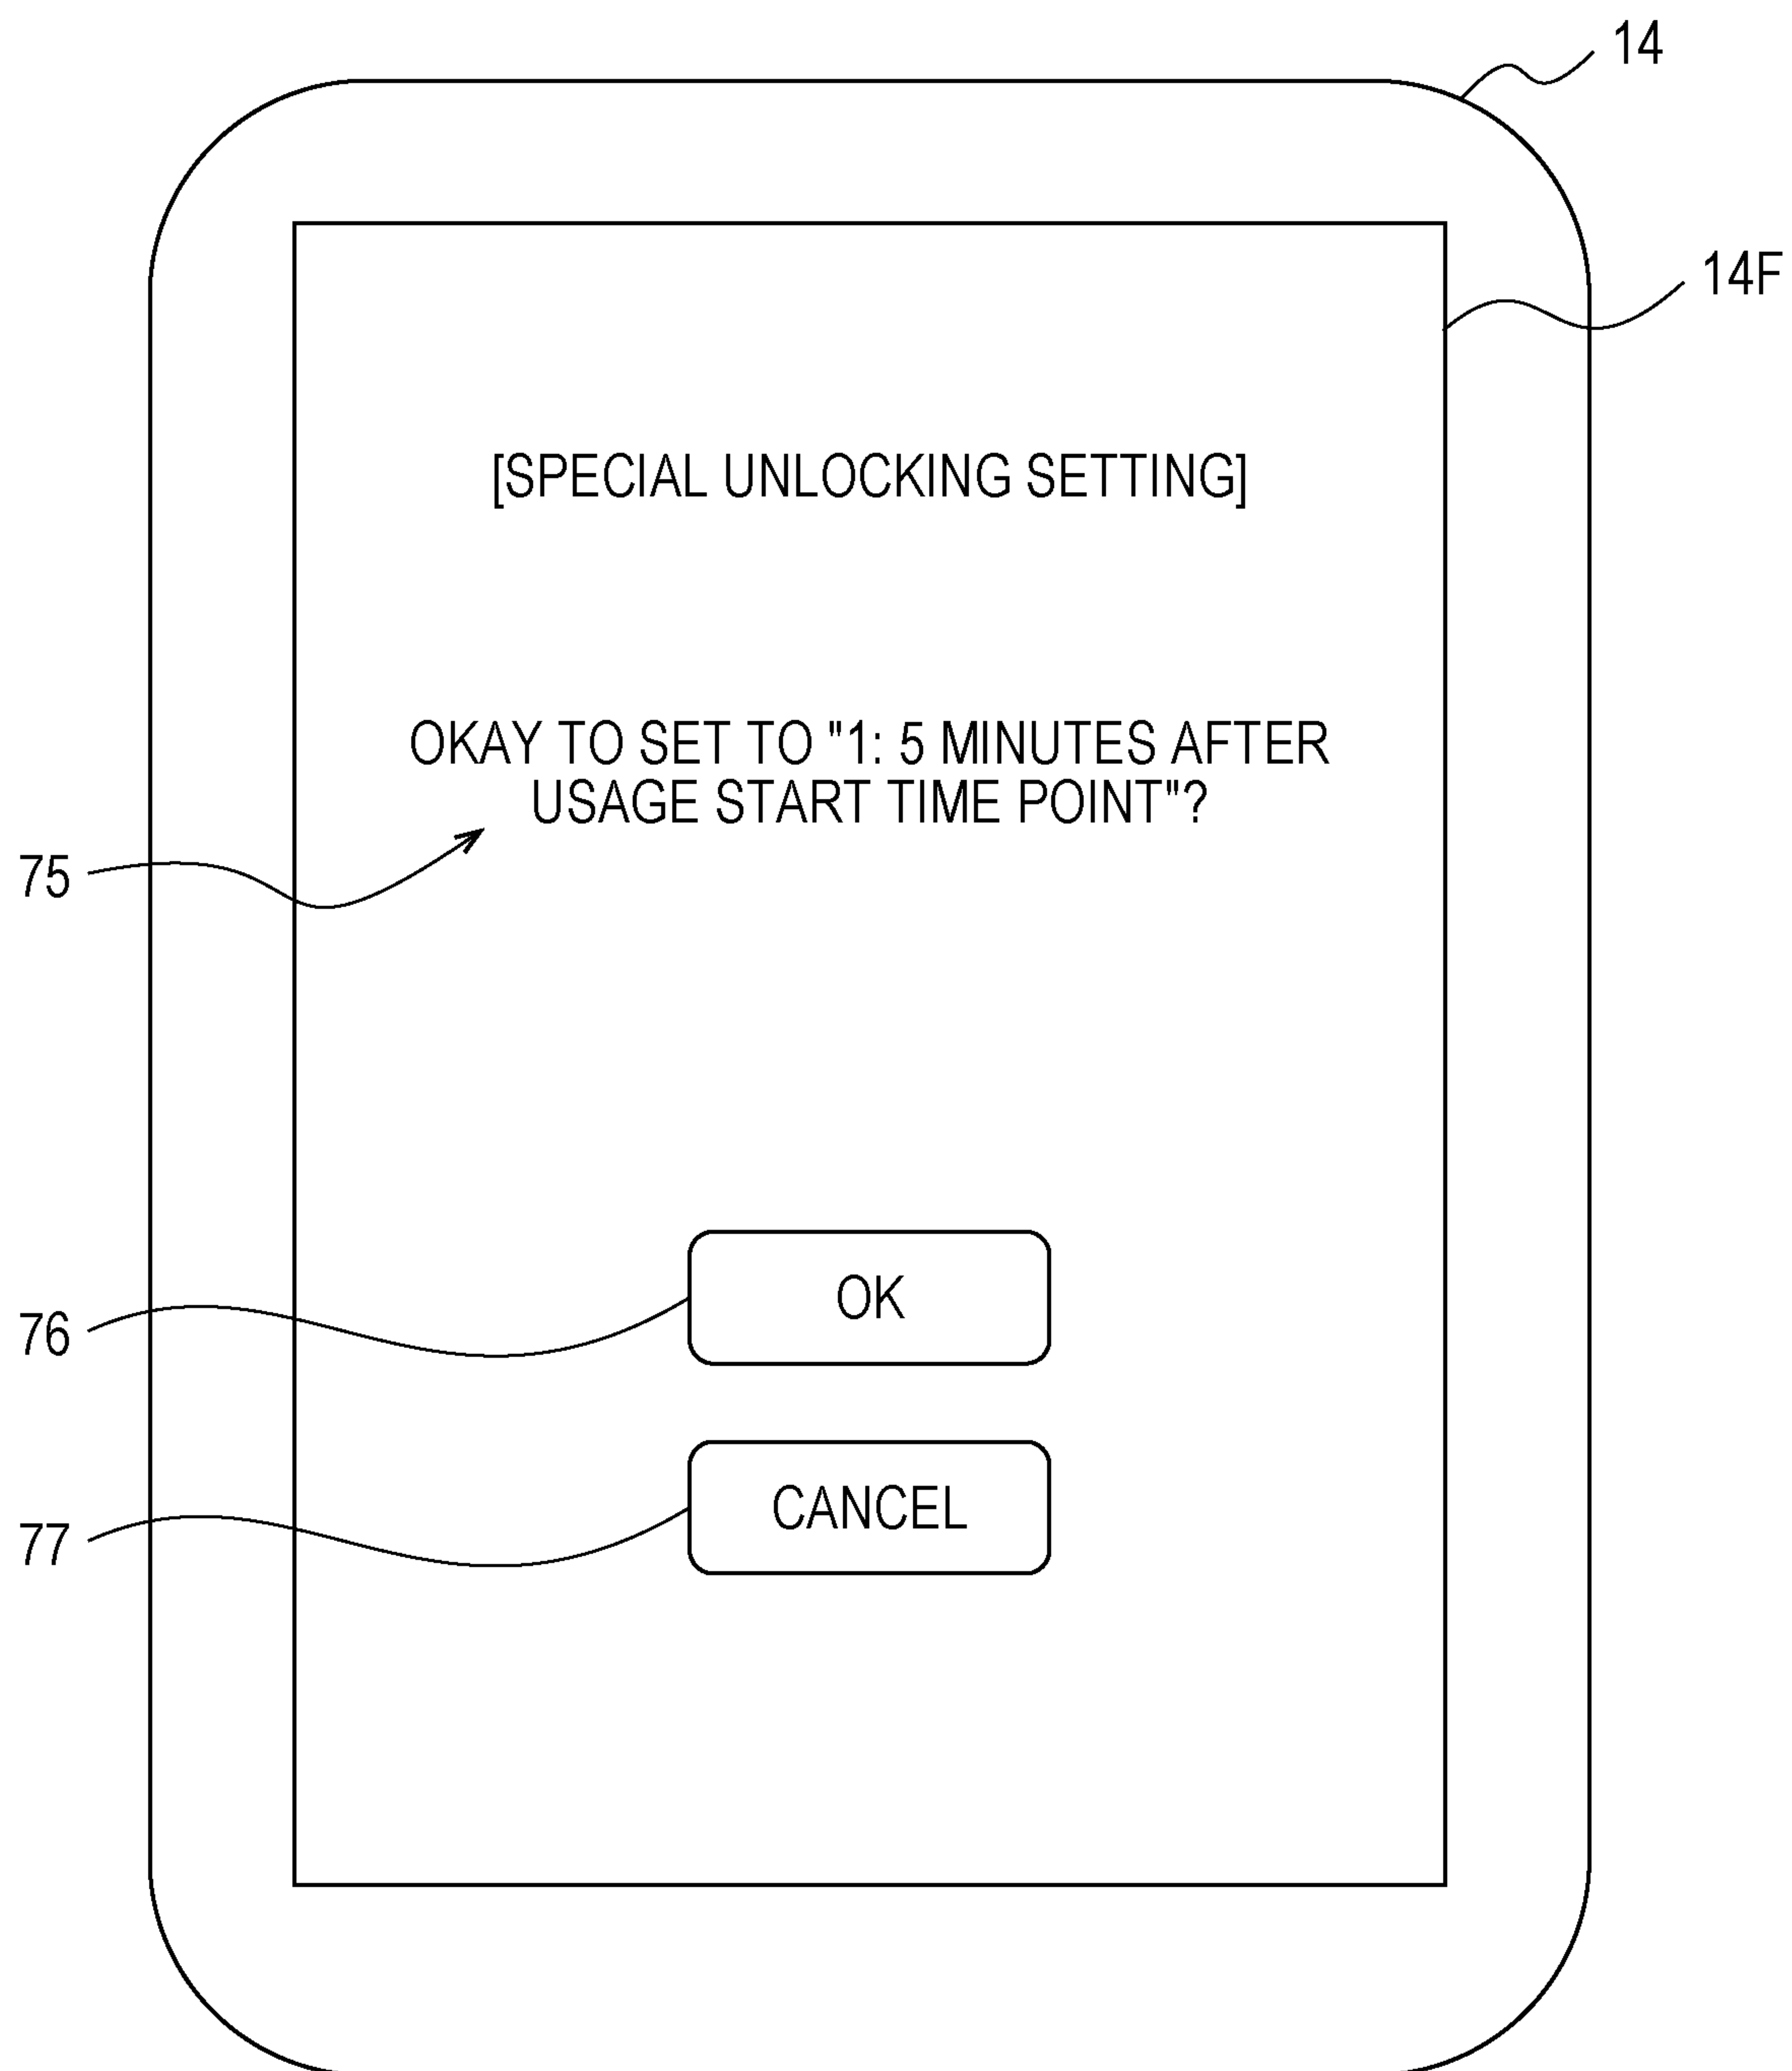 14
14F
[SPECIAL UNLOCKING SETTING]
OKAY TO SET TO "1: 5 MINUTES AFTER
USAGE START TIME POINT"?
75
OK
76
CANCEL
77